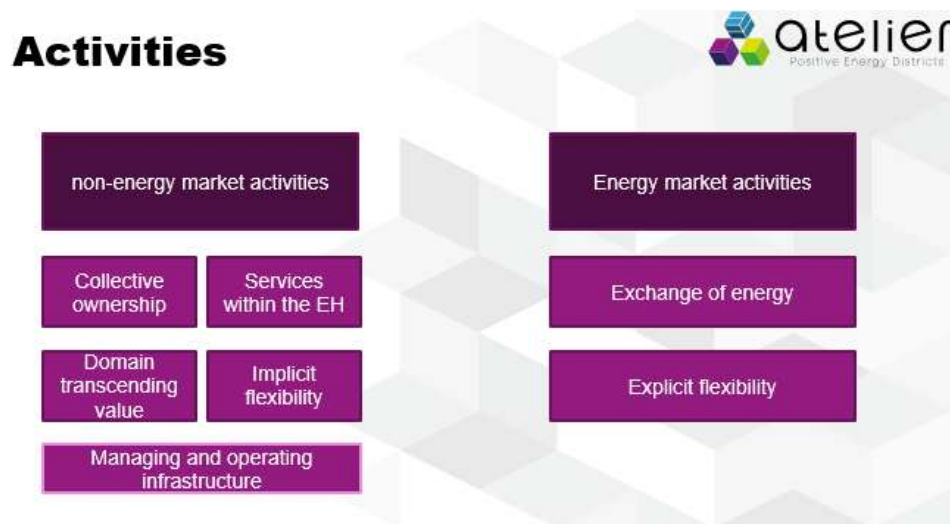 Activities
atelier
Positive Energy Districts
non-energy market activities
Energy market activities
Collective
ownership
Services
within the EH
Exchange of energy
Domain
transcending
value
Implicit
flexibility
Explicit flexibility
Managing and operating
infrastructure